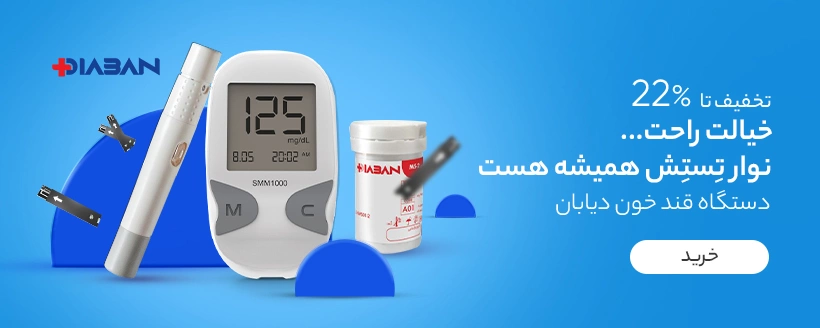 DIABAN
تخفیف تا 22%
خیالت راحت...
نوار تِستِش همیشه هست
دستگاه قند خون دیابان
خرید
125
mg/dL
8.05 20:02 AM
SMM1000
M C
DIABAN
A01